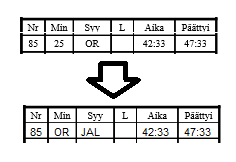 Nr Min Syy L Aika Päättyi
85 25 OR 42:33 47:33
Nr Min Syy L Aika Päättyi
85 OR JAL 42:33 47:33